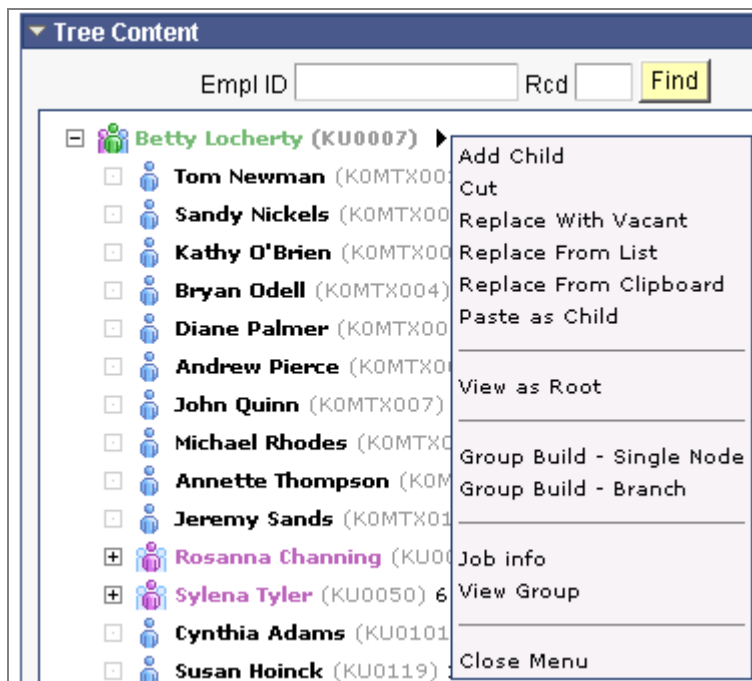 Tree Content
Empl ID Rcd Find
Betty Locherty (KU0007)
Add Child
Cut
Replace With Vacant
Replace From List
Replace From Clipboard
Paste as Child
View as Root
Group Build - Single Node
Group Build - Branch
Job info
View Group
Close Menu
Tom Newman
Sandy Nickels
Kathy O'Brien
Bryan Odell (K0MTX004)
Diane Palmer
Andrew Pierce
John Quinn (K0MTX007)
Michael Rhodes
Annette Thompson
Jeremy Sands
Rosanna Channing
Sylena Tyler (KU0050) 6
Cynthia Adams (KU0101
Susan Hoinck (KU0119)